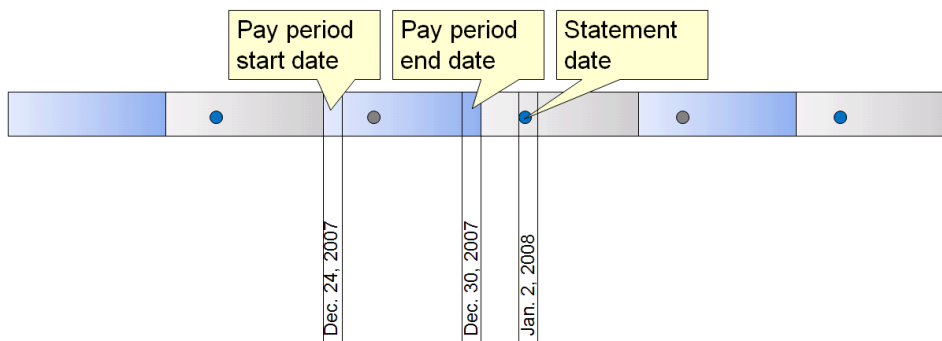 Pay period
start date
Pay period
end date
Statement
date
Dec. 24, 2007
Dec. 30, 2007
Jan. 2, 2008